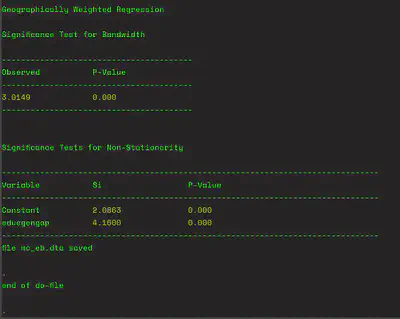 Geographically Weighted Regression
Significance Test for Bandwidth
----------------------------------------
Observed P-Value
----------------------------------------
3.0149 0.000
----------------------------------------
Significance Tests for Non-Stationarity
-------------------------------------------------------------------------------
Variable Si P-Value
-------------------------------------------------------------------------------
Constant 2.0863 0.000
educgengap 4.1600 0.000
-------------------------------------------------------------------------------
file mc_eb.dta saved
.
end of do-file
.